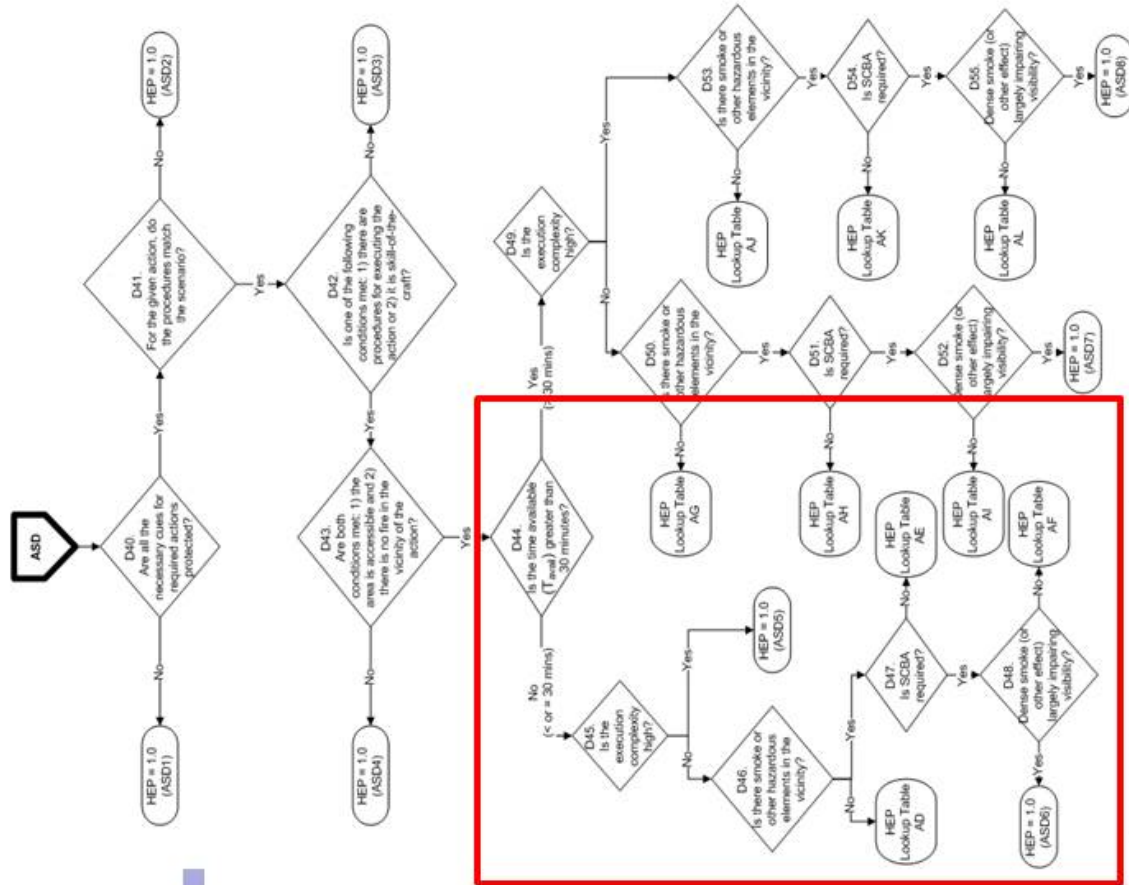 ASD
D40.
Are all the
necessary cues for
required actions
protected?
No
HEP = 1.0
(ASD1)
Yes
D41.
For the given action, do
the procedures match
the scenario?
No
HEP = 1.0
(ASD2)
Yes
D42.
Is one of the following
conditions met: 1) there are
procedures for executing the
action or 2) it is skill-of-the-
craft?
No
HEP = 1.0
(ASD3)
Yes
D43.
Are both
conditions met: 1) the
area is accessible and 2)
there is no fire in the
vicinity of the
action?
No
HEP = 1.0
(ASD4)
Yes
D44.
Is the time available
(Tavail) greater than
30 minutes?
No
(< or = 30 mins)
Yes
(> 30 mins)
D45.
Is the
execution
complexity
high?
Yes
HEP = 1.0
(ASD5)
No
D46.
Is there smoke or
other hazardous
elements in the
vicinity?
No
HEP
Lookup Table
AD
Yes
D47.
Is SCBA
required?
No
HEP
Lookup Table
AE
Yes
D48.
Dense smoke (or
other effect)
largely impairing
visibility?
No
HEP
Lookup Table
AF
Yes
HEP = 1.0
(ASD6)
D49.
Is the
execution
complexity
high?
No
Yes
D50.
Is there smoke or
other hazardous
elements in the
vicinity?
No
HEP
Lookup Table
AG
Yes
D51.
Is SCBA
required?
No
HEP
Lookup Table
AH
Yes
D52.
Dense smoke (or
other effect)
largely impairing
visibility?
No
HEP
Lookup Table
AI
Yes
HEP = 1.0
(ASD7)
D53.
Is there smoke or
other hazardous
elements in the
vicinity?
No
HEP
Lookup Table
AJ
Yes
D54.
Is SCBA
required?
No
HEP
Lookup Table
AK
Yes
D55.
Dense smoke (or
other effect)
largely impairing
visibility?
No
HEP
Lookup Table
AL
Yes
HEP = 1.0
(ASD8)